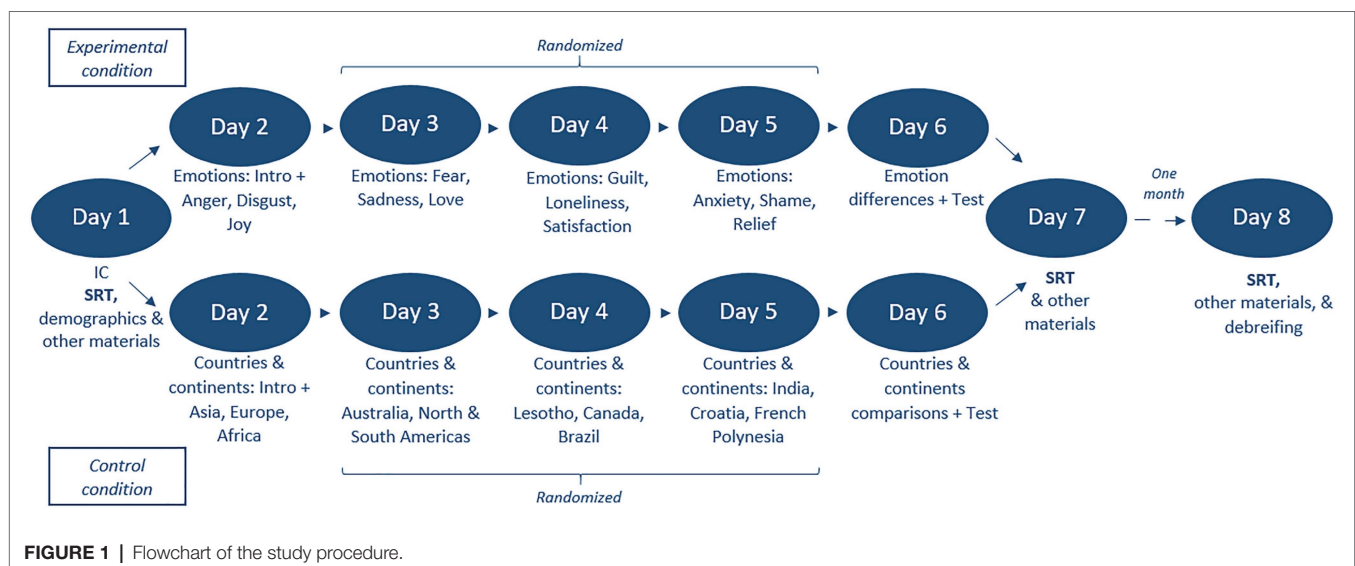 Experimental
condition
Randomized
Day 2
Day 3
Day 4
Day 5
Day 6
Emotions: Intro +
Anger, Disgust,
Joy
Emotions: Fear,
Sadness, Love
Emotions: Guilt,
Loneliness,
Satisfaction
Emotions:
Anxiety, Shame,
Relief
Emotion
differences + Test
Day 1
IC
SRT,
demographics &
other materials
Day 7
SRT
& other
materials
One
month
Day 8
SRT,
other materials, &
debreifing
Day 2
Day 3
Day 4
Day 5
Day 6
Countries &
continents: Intro +
Asia, Europe,
Africa
Countries &
continents:
Australia, North &
South Americas
Countries &
continents:
Lesotho, Canada,
Brazil
Countries &
continents: India,
Croatia, French
Polynesia
Countries &
continents
comparisons + Test
Control
condition
Randomized
FIGURE 1 | Flowchart of the study procedure.